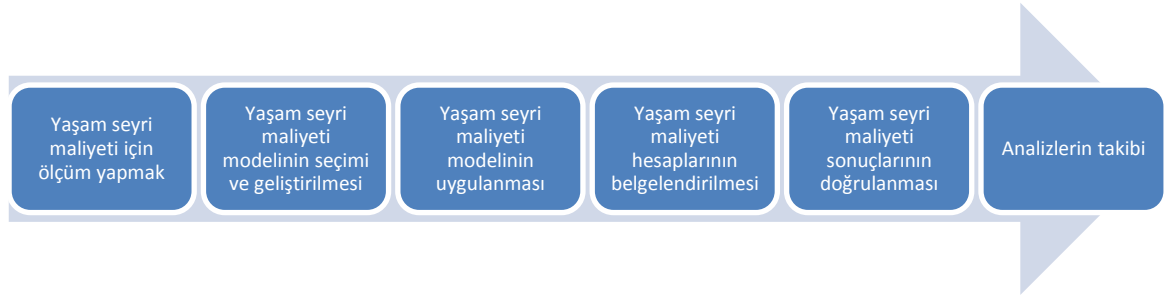 Yaşam seyri
maliyeti için
ölçüm yapmak
Yaşam seyri
maliyeti
modelinin seçimi
ve geliştirilmesi
Yaşam seyri
maliyeti
modelinin
uygulanması
Yaşam seyri
maliyeti
hesaplarının
belgelendirilmesi
Yaşam seyri
maliyeti
sonuçlarının
doğrulanması
Analizlerin takibi